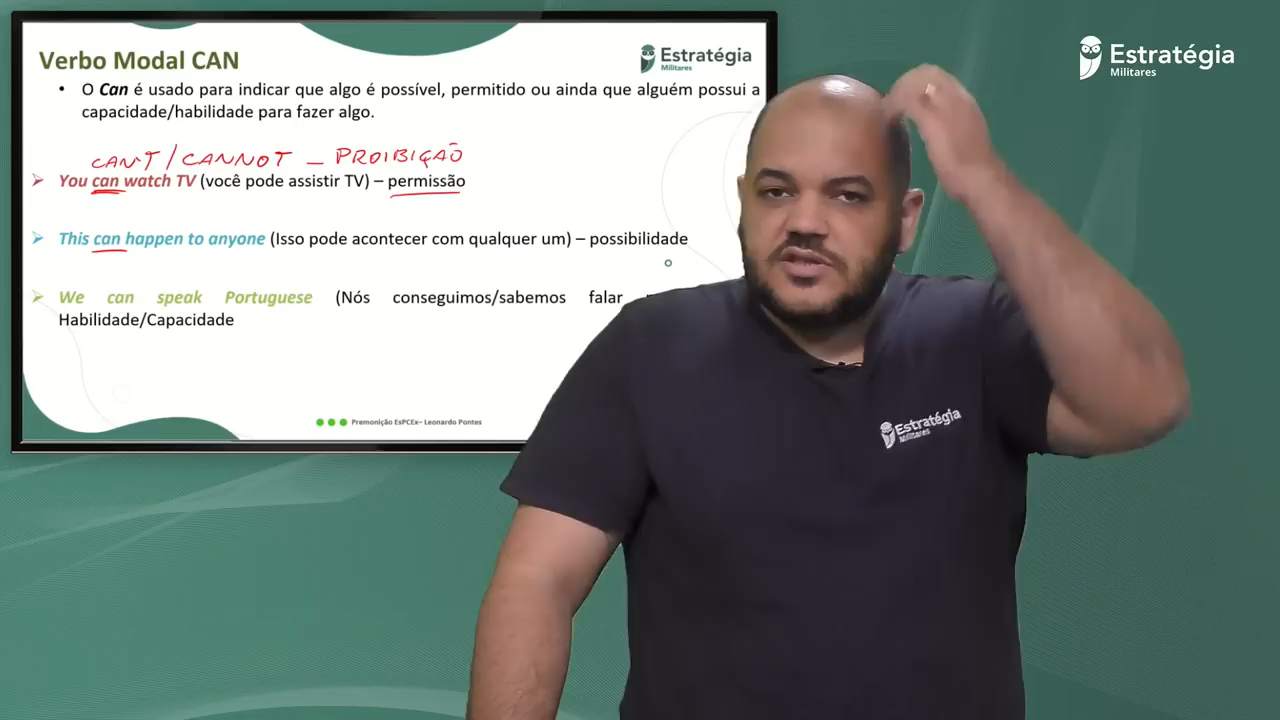 Verbo Modal CAN
Estratégia
Militares
• O Can é usado para indicar que algo é possível, permitido ou ainda que alguém possui a
capacidade/habilidade para fazer algo.
CAN'T / CANNOT – PROIBIÇÃO
➢ You can watch TV (você pode assistir TV) – permissão
➢ This can happen to anyone (Isso pode acontecer com qualquer um) – possibilidade
➢ We can speak Portuguese (Nós conseguimos/sabemos falar
Habilidade/Capacidade
Premonição EsPCEx– Leonardo Pontes
Estratégia
Militares
Estratégia
Militares